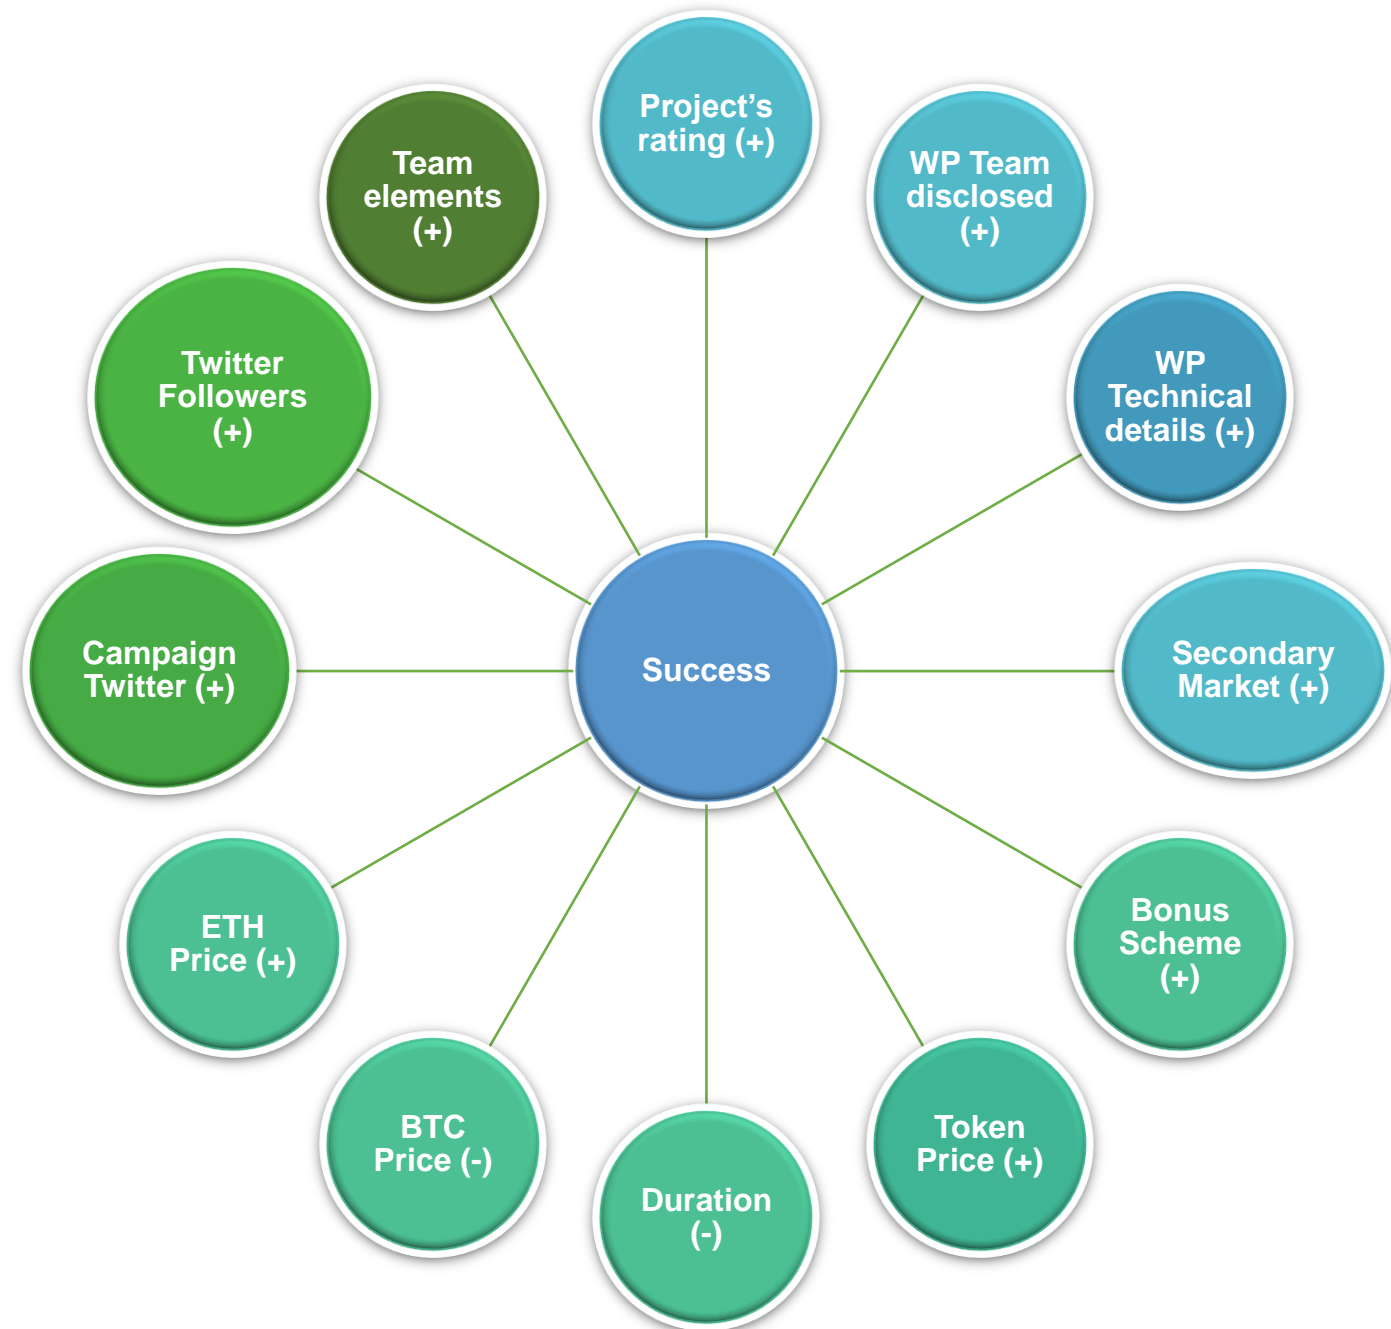 Project’s
rating (+)
WP Team
disclosed
(+)
WP
Technical
details (+)
Secondary
Market (+)
Bonus
Scheme
(+)
Token
Price (+)
Duration
(-)
BTC
Price (-)
ETH
Price (+)
Campaign
Twitter (+)
Twitter
Followers
(+)
Team
elements
(+)
Success